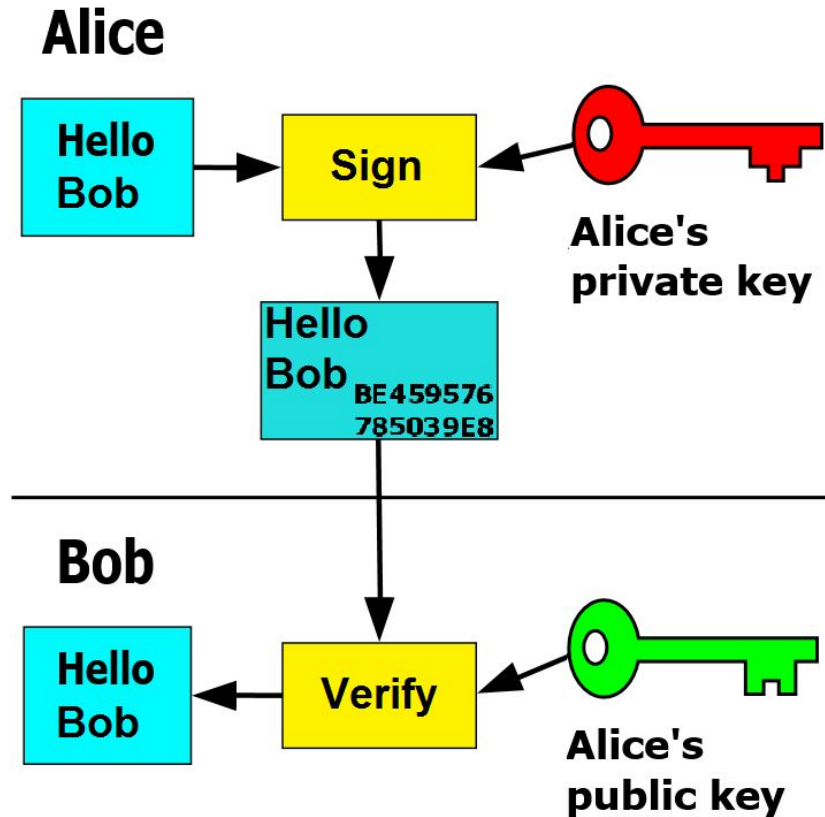 Alice
Hello
Bob
Sign
Alice's
private key
Hello
Bob
BE459576
785039E8
Bob
Hello
Bob
Verify
Alice's
public key